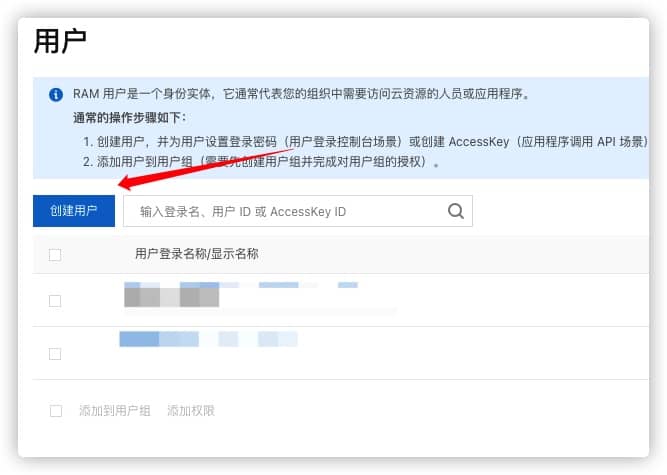 用户
RAM 用户是一个身份实体，它通常代表您的组织中需要访问云资源的人员或应用程序。
通常的操作步骤如下：
1. 创建用户，并为用户设置登录密码（用户登录控制台场景）或创建 AccessKey（应用程序调用 API 场景）
2. 添加用户到用户组（需要先创建用户组并完成对用户组的授权）。
创建用户
输入登录名、用户 ID 或 AccessKey ID
用户登录名称/显示名称
添加到用户组 添加权限